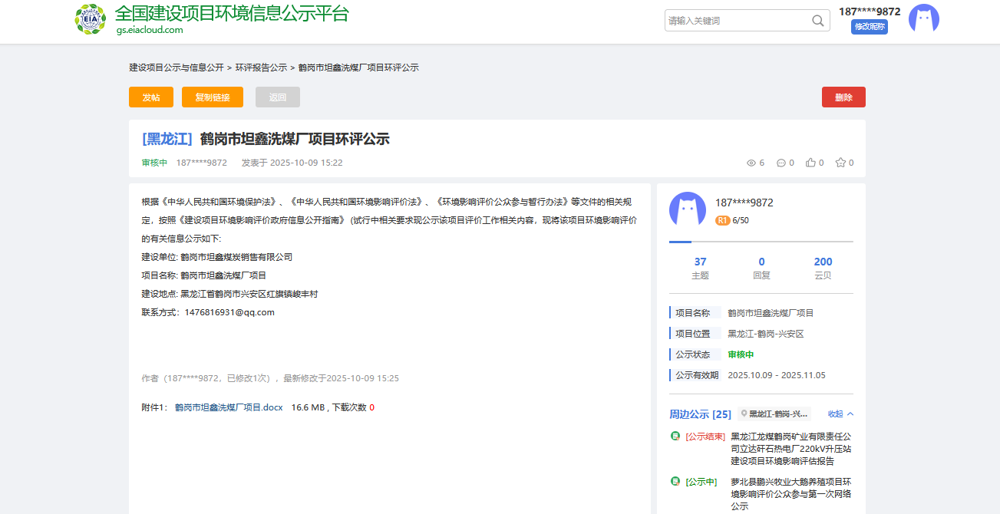 EIA
全国建设项目环境信息公示平台
gs.eiacloud.com
请输入关键词
187****9872
修改昵称
建设项目公示与信息公开 > 环评报告公示 > 鹤岗市坦鑫洗煤厂项目环评公示
发帖 复制链接 返回 删除
[黑龙江] 鹤岗市坦鑫洗煤厂项目环评公示
审核中 187****9872 发表于 2025-10-09 15:22 6 0 0 0
根据《中华人民共和国环境保护法》、《中华人民共和国环境影响评价法》、《环境影响评价公众参与暂行办法》等文件的相关规
定，按照《建设项目环境影响评价政府信息公开指南》 (试行中相关要求现公示该项目评价工作相关内容，现将该项目环境影响评价
的有关信息公示如下:
建设单位: 鹤岗市坦鑫煤炭销售有限公司
项目名称: 鹤岗市坦鑫洗煤厂项目
建设地点: 黑龙江省鹤岗市兴安区红旗镇峻丰村
联系方式：1476816931@qq.com
作者（187****9872，已修改1次），最新修改于2025-10-09 15:25
附件1： 鹤岗市坦鑫洗煤厂项目.docx 16.6 MB , 下载次数 0
187****9872
R1 6/50
37 0 200
主题 回复 云贝
项目名称 鹤岗市坦鑫洗煤厂项目
项目位置 黑龙江-鹤岗-兴安区
公示状态 审核中
公示有效期 2025.10.09 - 2025.11.05
周边公示 [25] 黑龙江-鹤岗-兴... 收起
[公示结束] 黑龙江龙煤鹤岗矿业有限责任公
司立达矸石热电厂220kV升压站
建设项目环境影响评估报告
[公示中] 萝北县鹏兴牧业大鹅养殖项目环
境影响评价公众参与第一次网络
公示